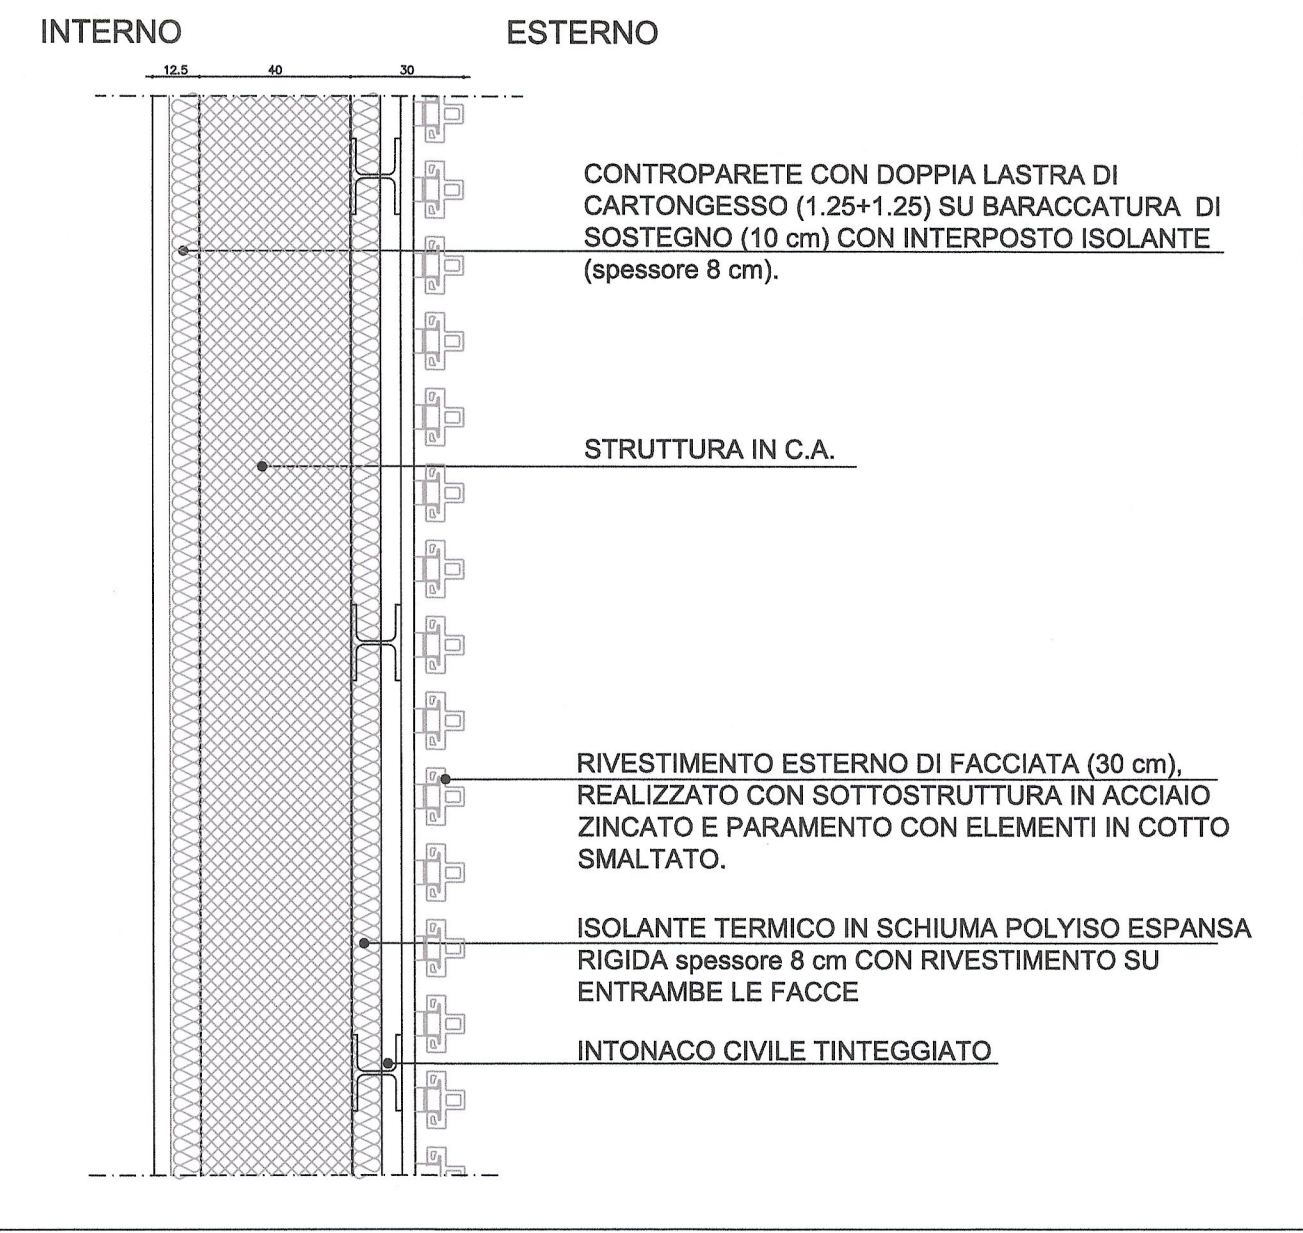 INTERNO
ESTERNO
12.5
40
30
CONTROPARETE CON DOPPIA LASTRA DI
CARTONGESSO (1.25+1.25) SU BARACCATURA DI
SOSTEGNO (10 cm) CON INTERPOSTO ISOLANTE
(spessore 8 cm).
STRUTTURA IN C.A.
RIVESTIMENTO ESTERNO DI FACCIATA (30 cm),
REALIZZATO CON SOTTOSTRUTTURA IN ACCIAIO
ZINCATO E PARAMENTO CON ELEMENTI IN COTTO
SMALTATO.
ISOLANTE TERMICO IN SCHIUMA POLYISO ESPANSA
RIGIDA spessore 8 cm CON RIVESTIMENTO SU
ENTRAMBE LE FACCE
INTONACO CIVILE TINTEGGIATO